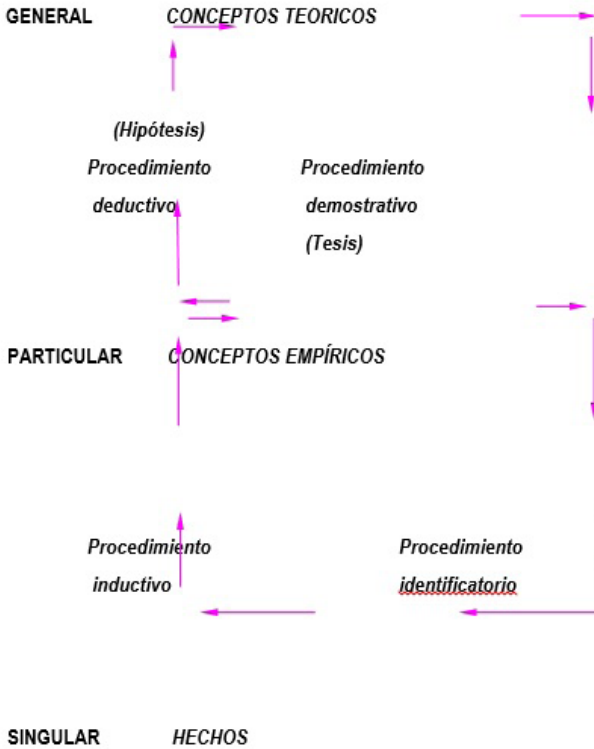 GENERAL CONCEPTOS TEORICOS
(Hipótesis)
Procedimiento Procedimiento
deductivo demostrativo
(Tesis)
PARTICULAR CONCEPTOS EMPÍRICOS
Procedimiento Procedimiento
inductivo identificatorio
SINGULAR HECHOS